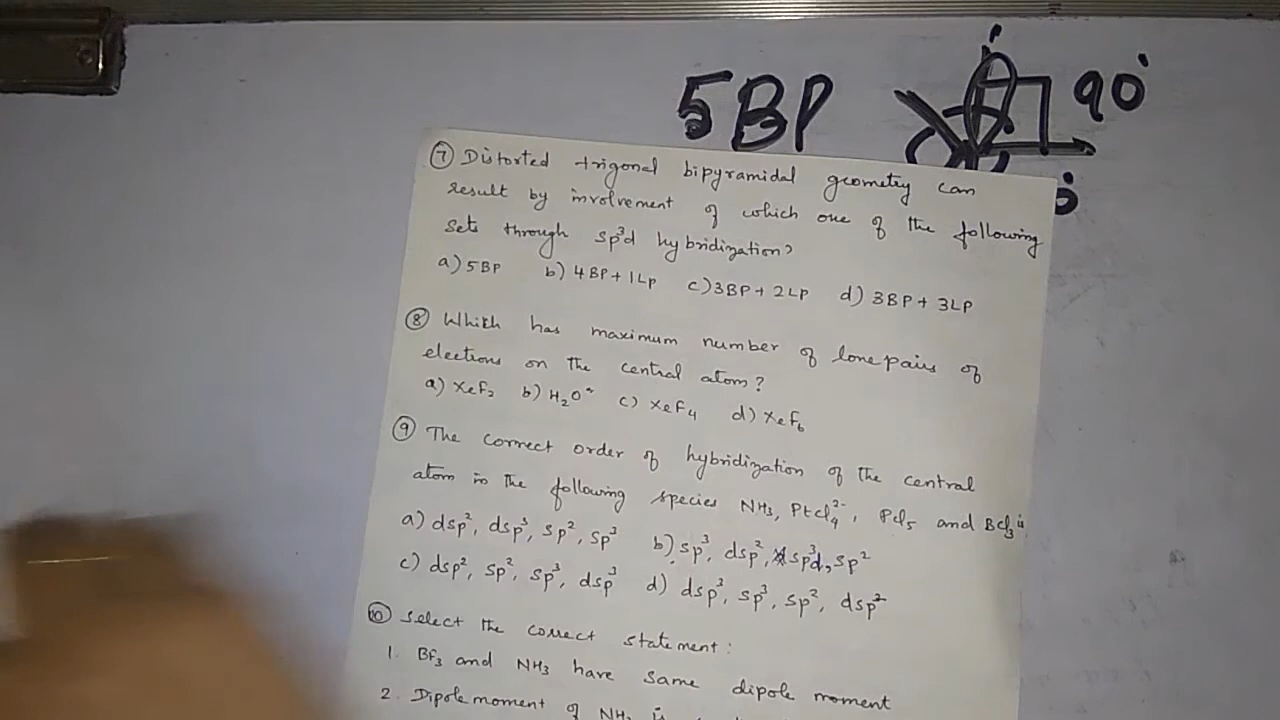 5BP 90°
⑦ Distorted trigonal bipyramidal geometry can
result by involvement of which one of the following
sets through sp³d hybridization?
a) 5BP b) 4BP+1Lp c) 3BP+2LP d) 3BP+3LP
⑧ Which has maximum number of lone pairs of
electrons on the central atom?
a) XeF₂ b) H₂O c) XeF₄ d) XeF₆
⑨ The correct order of hybridization of the central
atom in the following species NH₃, PtCl₄²⁻, PCl₅ and BCl₃ is
a) dsp², dsp³, sp², sp³ b) sp³, dsp², sp³d, sp²
c) dsp², sp², sp³, dsp³ d) dsp³, sp³, sp², dsp²
⑩ Select the correct statement:
1. BF₃ and NH₃ have same dipole moment
2. Dipole moment of NH₃ is